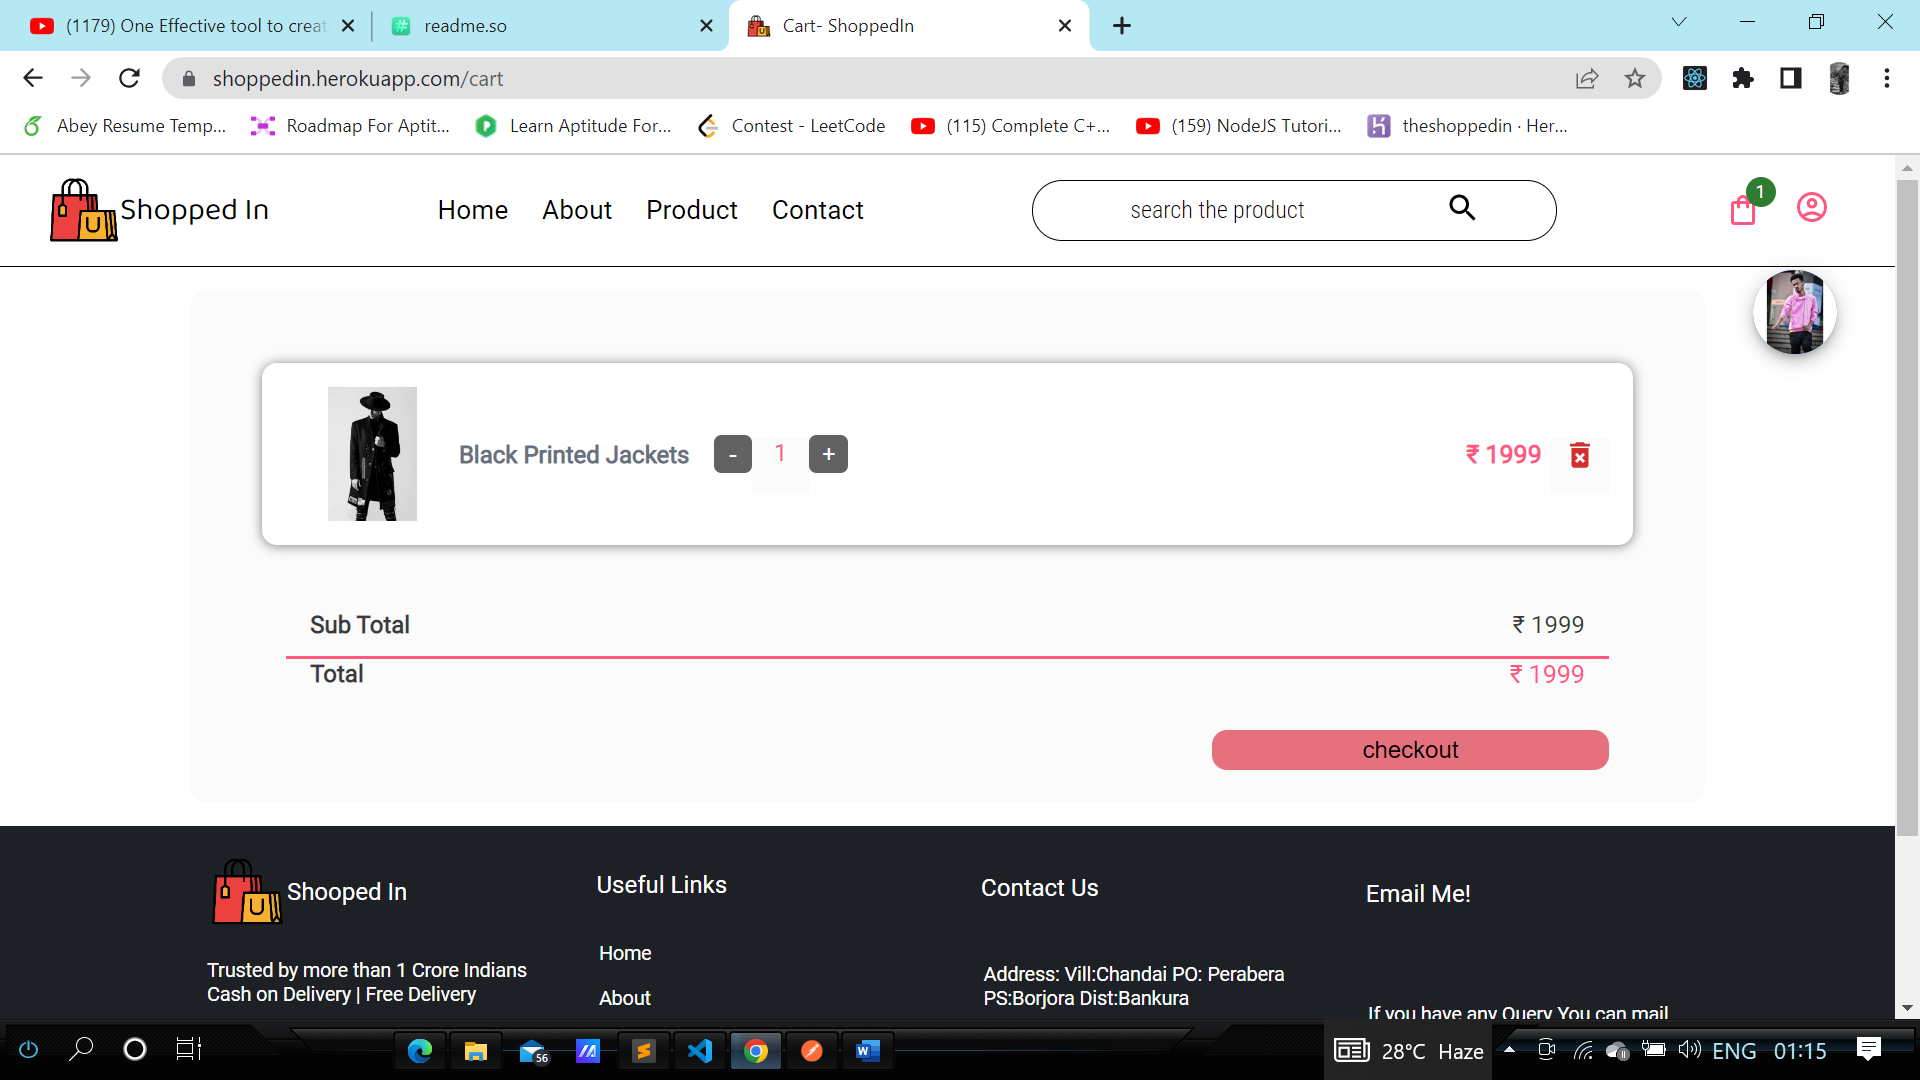 (1179) One Effective tool to creat
readme.so
Cart- ShoppedIn
shoppedin.herokuapp.com/cart
Abey Resume Temp...
Roadmap For Aptit...
Learn Aptitude For...
Contest - LeetCode
(115) Complete C+...
(159) NodeJS Tutori...
theshoppedin · Her...
Shopped In
Home
About
Product
Contact
search the product
1
Black Printed Jackets
-
1
+
₹ 1999
Sub Total
₹ 1999
Total
₹ 1999
checkout
Shooped In
Trusted by more than 1 Crore Indians
Cash on Delivery | Free Delivery
Useful Links
Home
About
Contact Us
Address: Vill:Chandai PO: Perabera
PS:Borjora Dist:Bankura
Email Me!
If you have any Query You can mail
56
28°C Haze
ENG
01:15